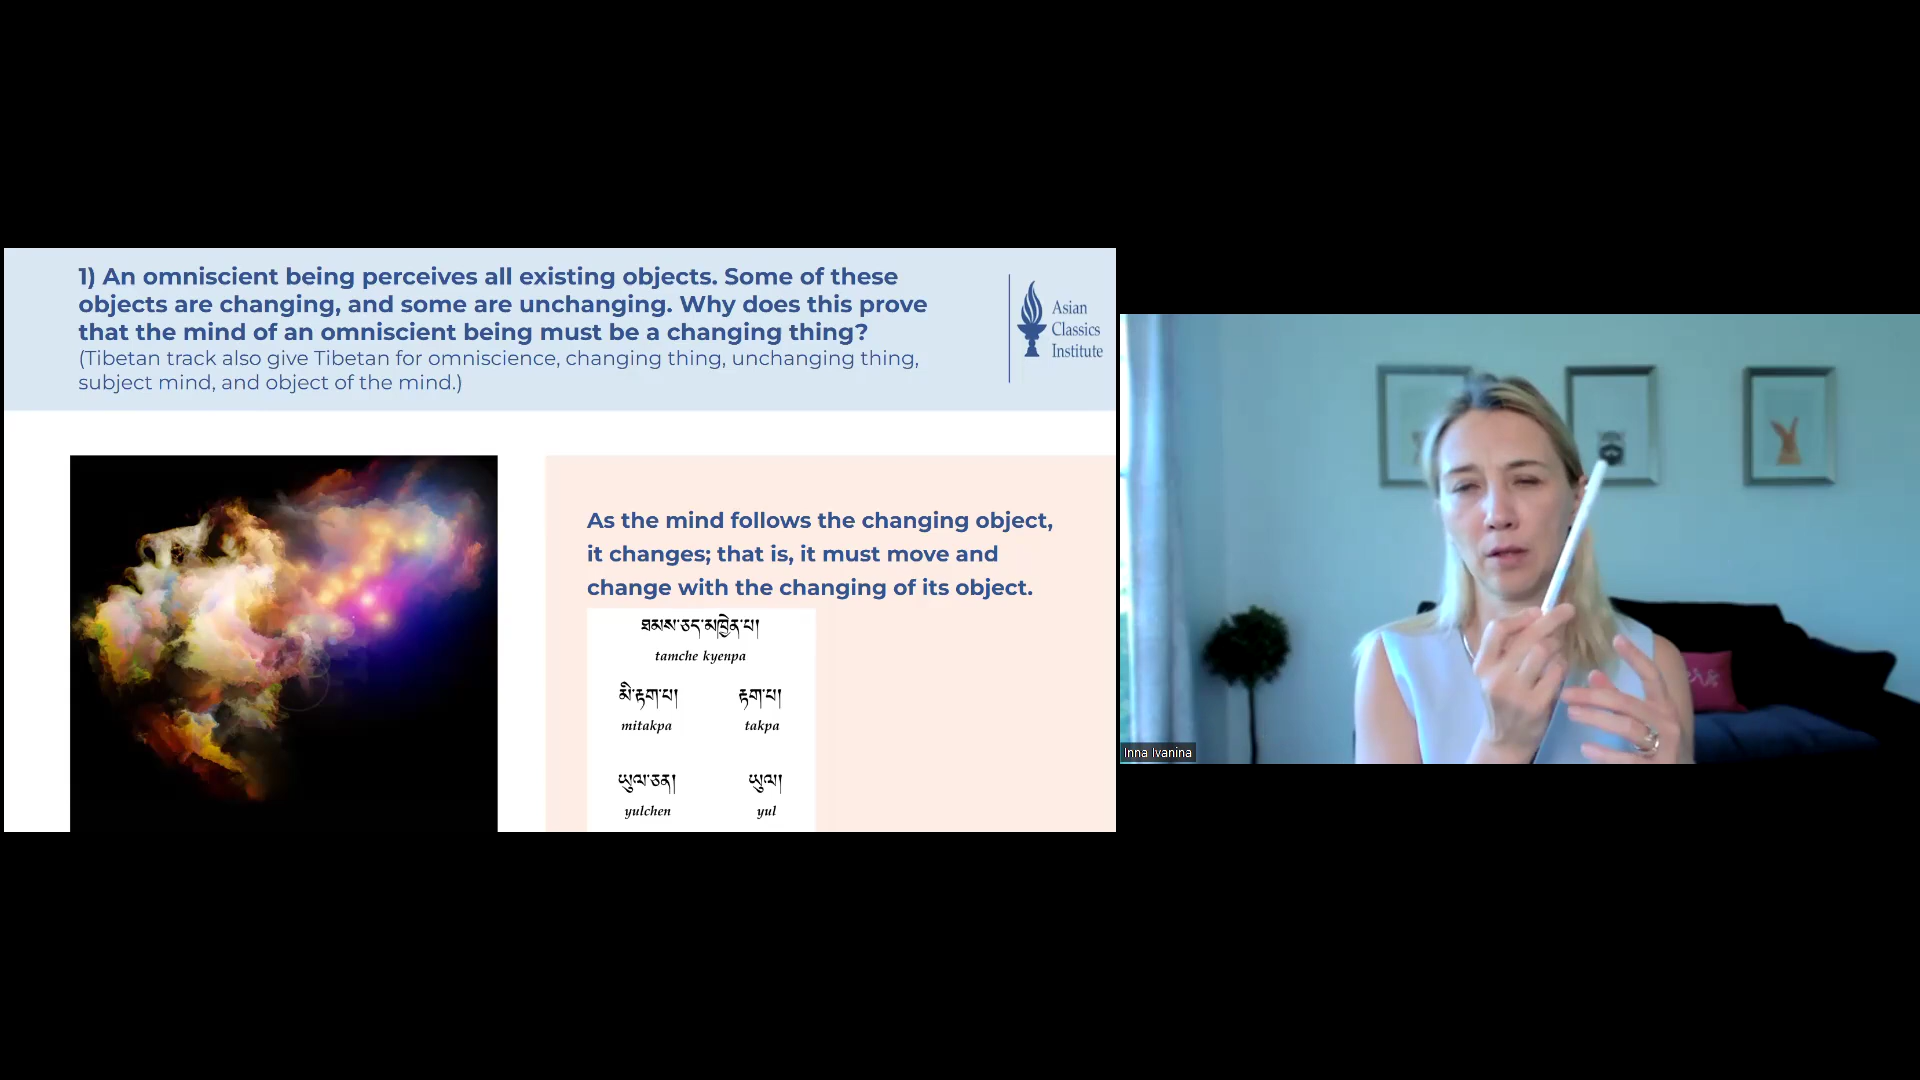 1) An omniscient being perceives all existing objects. Some of these
objects are changing, and some are unchanging. Why does this prove
that the mind of an omniscient being must be a changing thing?
(Tibetan track also give Tibetan for omniscience, changing thing, unchanging thing,
subject mind, and object of the mind.)
Asian
Classics
Institute
As the mind follows the changing object,
it changes; that is, it must move and
change with the changing of its object.
ཐམས་ཅད་མཁྱེན་པ།
tamche kyenpa
མི་རྟག་པ། རྟག་པ།
mitakpa takpa
ཡུལ་ཅན། ཡུལ།
yulchen yul
Inna Ivanina